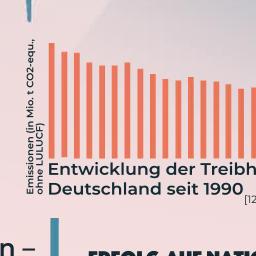 Emissionen (in Mio. t CO2-equ.,
ohne LULUCF)
Entwicklung der Treibh
Deutschland seit 1990
[12
n –
ERFOLG AUF NATIO